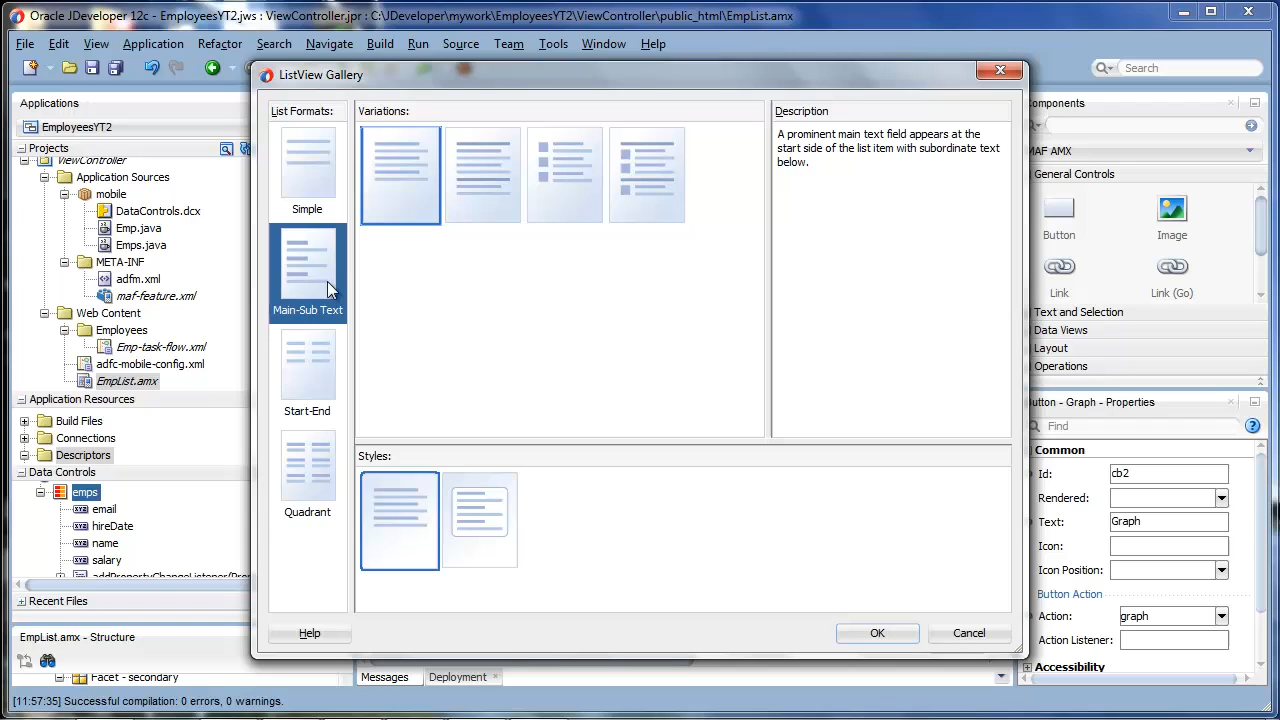 Oracle JDeveloper 12c - EmployeesYT2.jws : ViewController.jpr : C:\JDeveloper\mywork\EmployeesYT2\ViewController\public_html\EmpList.amx
File Edit View Application Refactor Search Navigate Build Run Source Team Tools Window Help
Search
Applications
EmployeesYT2
Projects
ViewController
Application Sources
mobile
DataControls.dcx
Emp.java
Emps.java
META-INF
adfm.xml
maf-feature.xml
Web Content
Employees
Emp-task-flow.xml
adfc-mobile-config.xml
EmpList.amx
Application Resources
Build Files
Connections
Descriptors
Data Controls
emps
email
hireDate
name
salary
addPropertyChangeListener(Pro
Recent Files
EmpList.amx - Structure
Facet - secondary
ListView Gallery
List Formats:
Simple
Main-Sub Text
Start-End
Quadrant
Variations:
Description
A prominent main text field appears at the
start side of the list item with subordinate text
below.
Styles:
Help
OK
Cancel
Messages
Deployment
omponents
MAF AMX
General Controls
Button
Image
Link
Link (Go)
Text and Selection
Data Views
Layout
Operations
utton - Graph - Properties
Find
Common
Id: cb2
Rendered:
Text: Graph
Icon:
Icon Position:
Button Action
Action: graph
Action Listener:
Accessibility
[11:57:35] Successful compilation: 0 errors, 0 warnings.